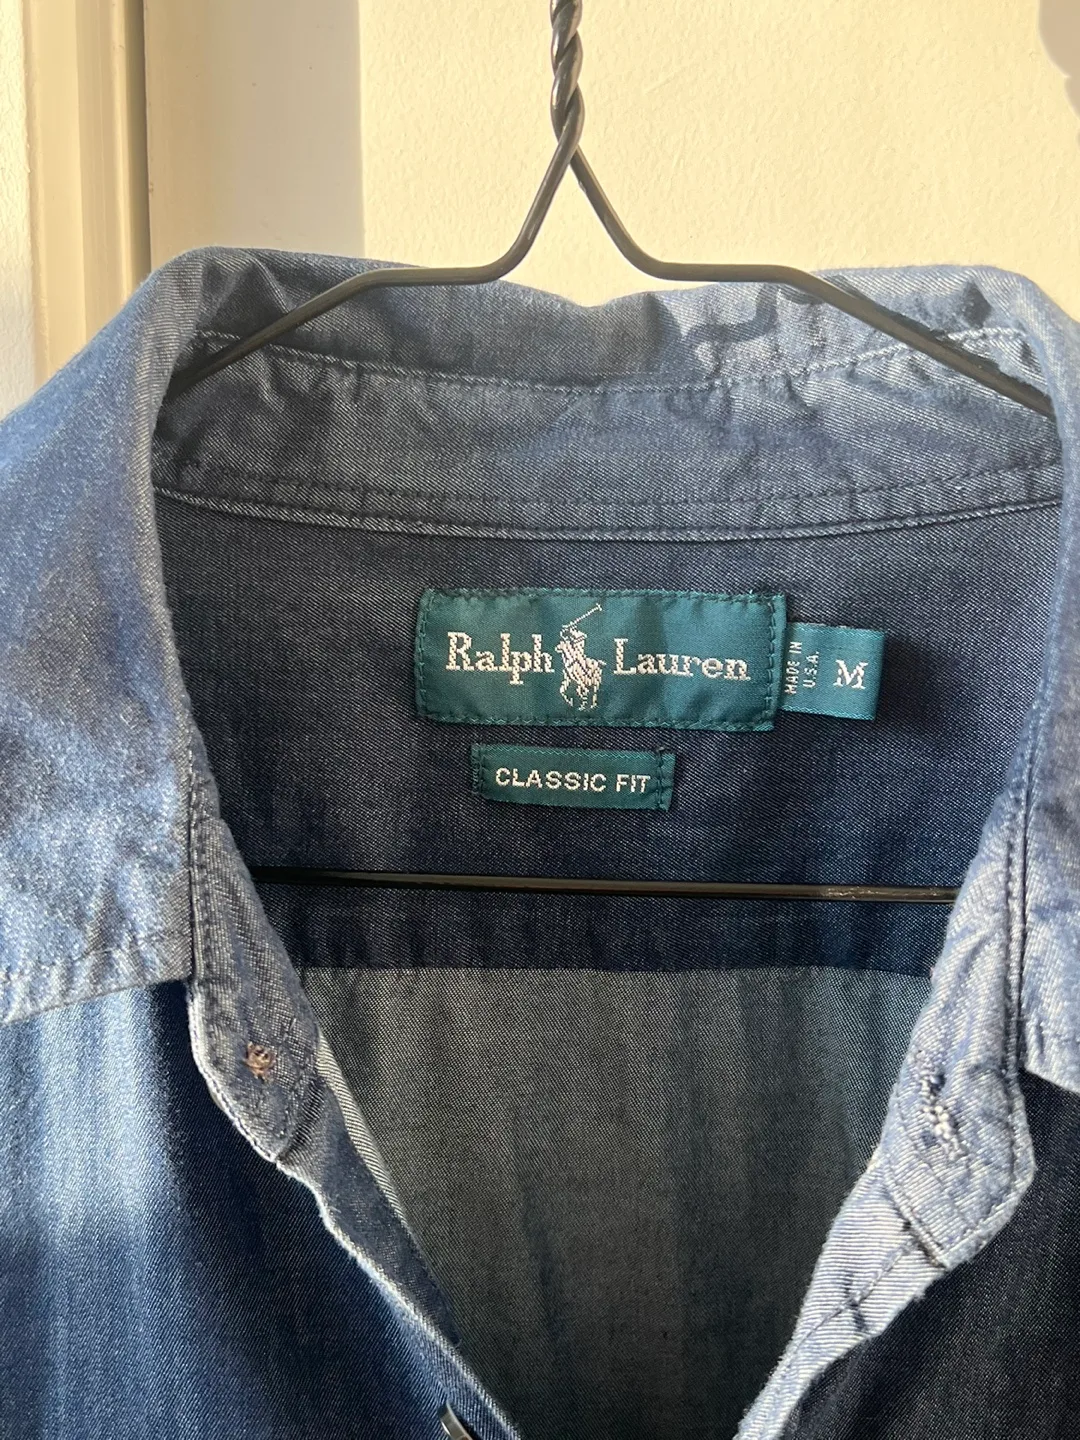 Ralph Lauren
MADE IN
U.S.A.
M
CLASSIC FIT